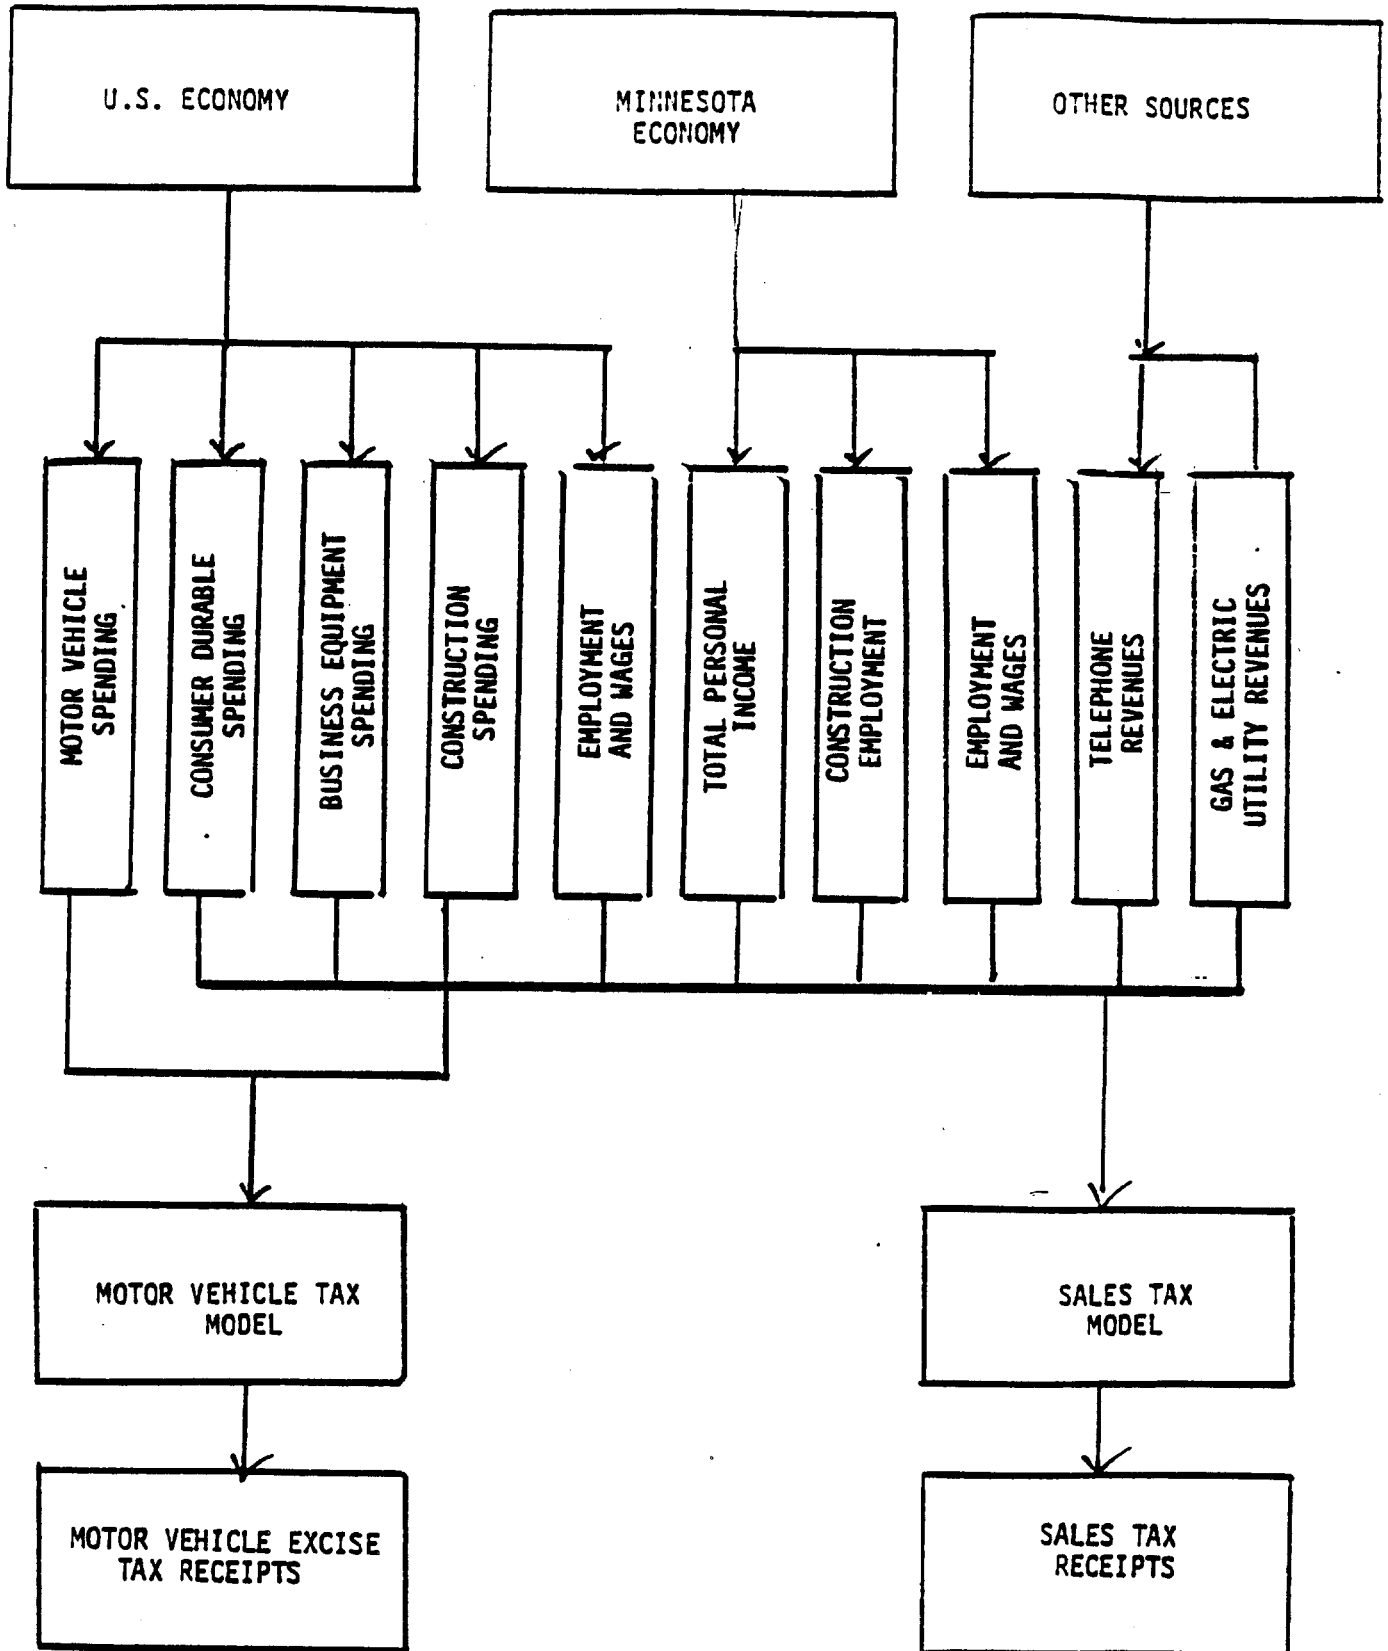 U.S. ECONOMY
MINNESOTA
ECONOMY
OTHER SOURCES
MOTOR VEHICLE
SPENDING
CONSUMER DURABLE
SPENDING
BUSINESS EQUIPMENT
SPENDING
CONSTRUCTION
SPENDING
EMPLOYMENT
AND WAGES
TOTAL PERSONAL
INCOME
CONSTRUCTION
EMPLOYMENT
EMPLOYMENT
AND WAGES
TELEPHONE
REVENUES
GAS & ELECTRIC
UTILITY REVENUES
MOTOR VEHICLE TAX
MODEL
SALES TAX
MODEL
MOTOR VEHICLE EXCISE
TAX RECEIPTS
SALES TAX
RECEIPTS